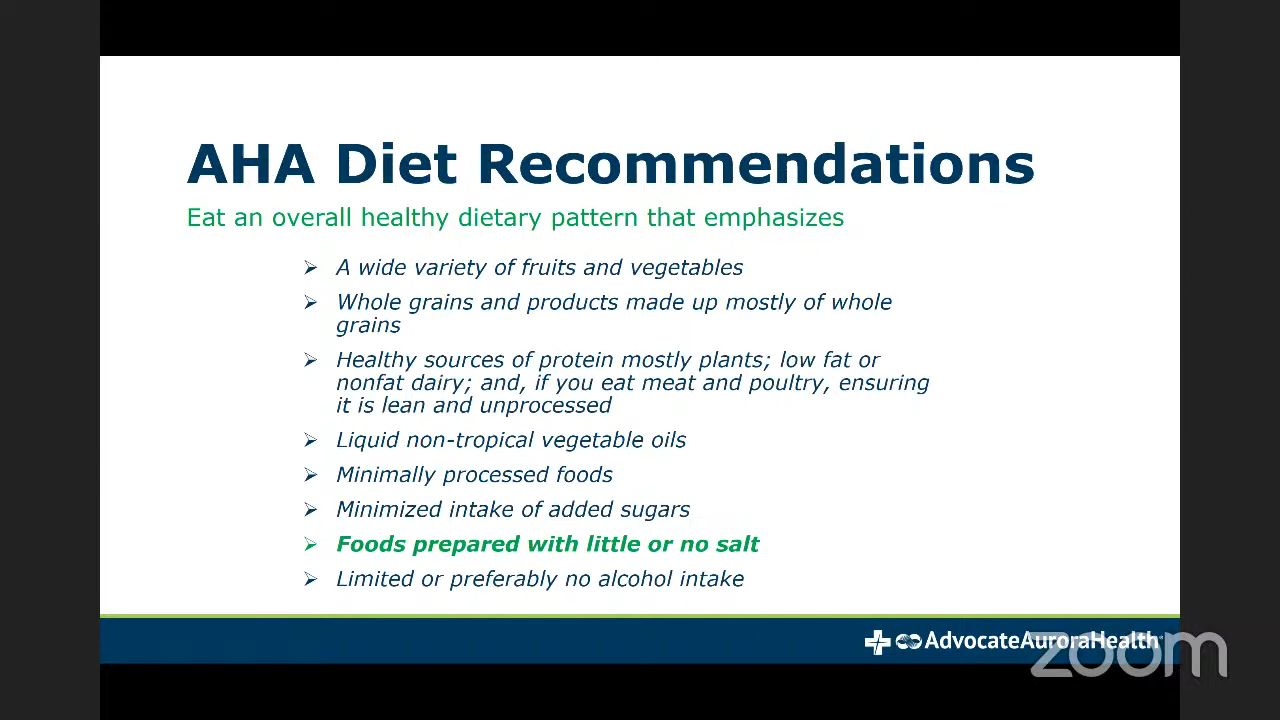 AHA Diet Recommendations
Eat an overall healthy dietary pattern that emphasizes
A wide variety of fruits and vegetables
Whole grains and products made up mostly of whole
grains
Healthy sources of protein mostly plants; low fat or
nonfat dairy; and, if you eat meat and poultry, ensuring
it is lean and unprocessed
Liquid non-tropical vegetable oils
Minimally processed foods
Minimized intake of added sugars
Foods prepared with little or no salt
Limited or preferably no alcohol intake
AdvocateAuroraHealth
zoom